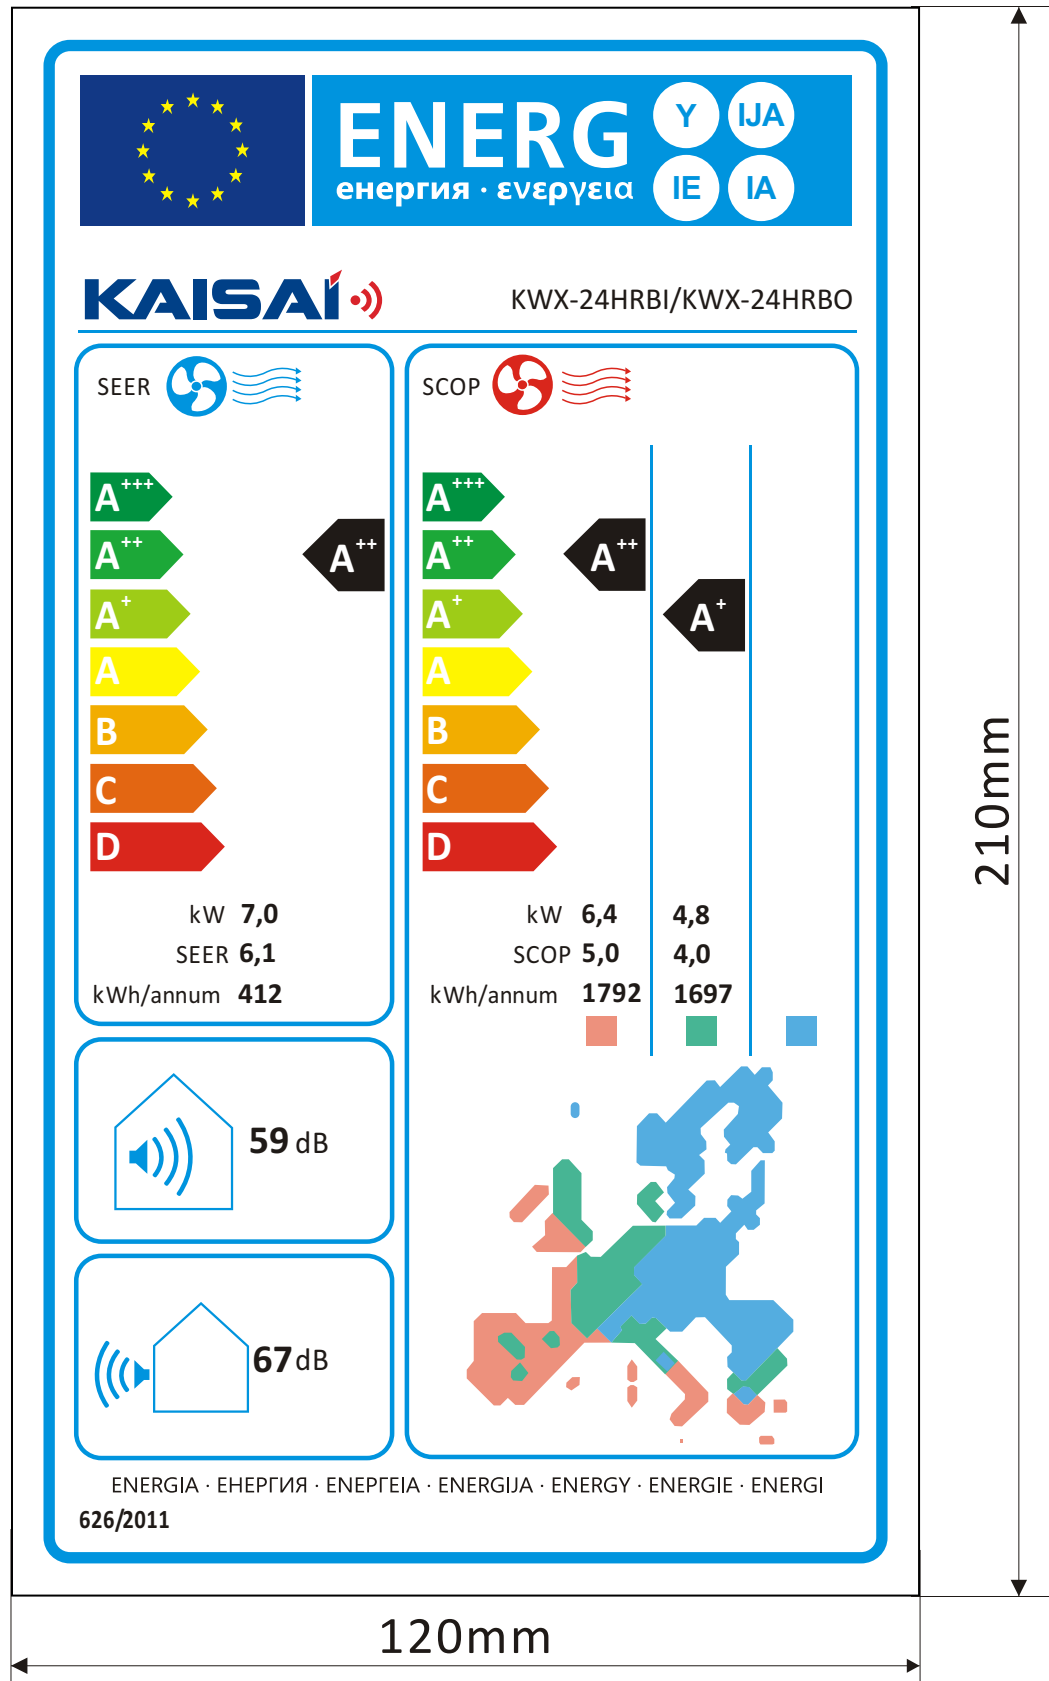 ENERG
енергия · ενεργεια
Y IJA
IE IA
KAISAI
KWX-24HRBI/KWX-24HRBO
SEER
A+++
A++
A+
A
B
C
D
A++
kW 7,0
SEER 6,1
kWh/annum 412
SCOP
A+++
A++
A+
A
B
C
D
A++
A+
kW 6,4 4,8
SCOP 5,0 4,0
kWh/annum 1792 1697
59 dB
67 dB
ENERGIA · ЕНЕРГИЯ · ΕΝΕΡΓΕΙΑ · ENERGIJA · ENERGY · ENERGIE · ENERGI
626/2011
210mm
120mm